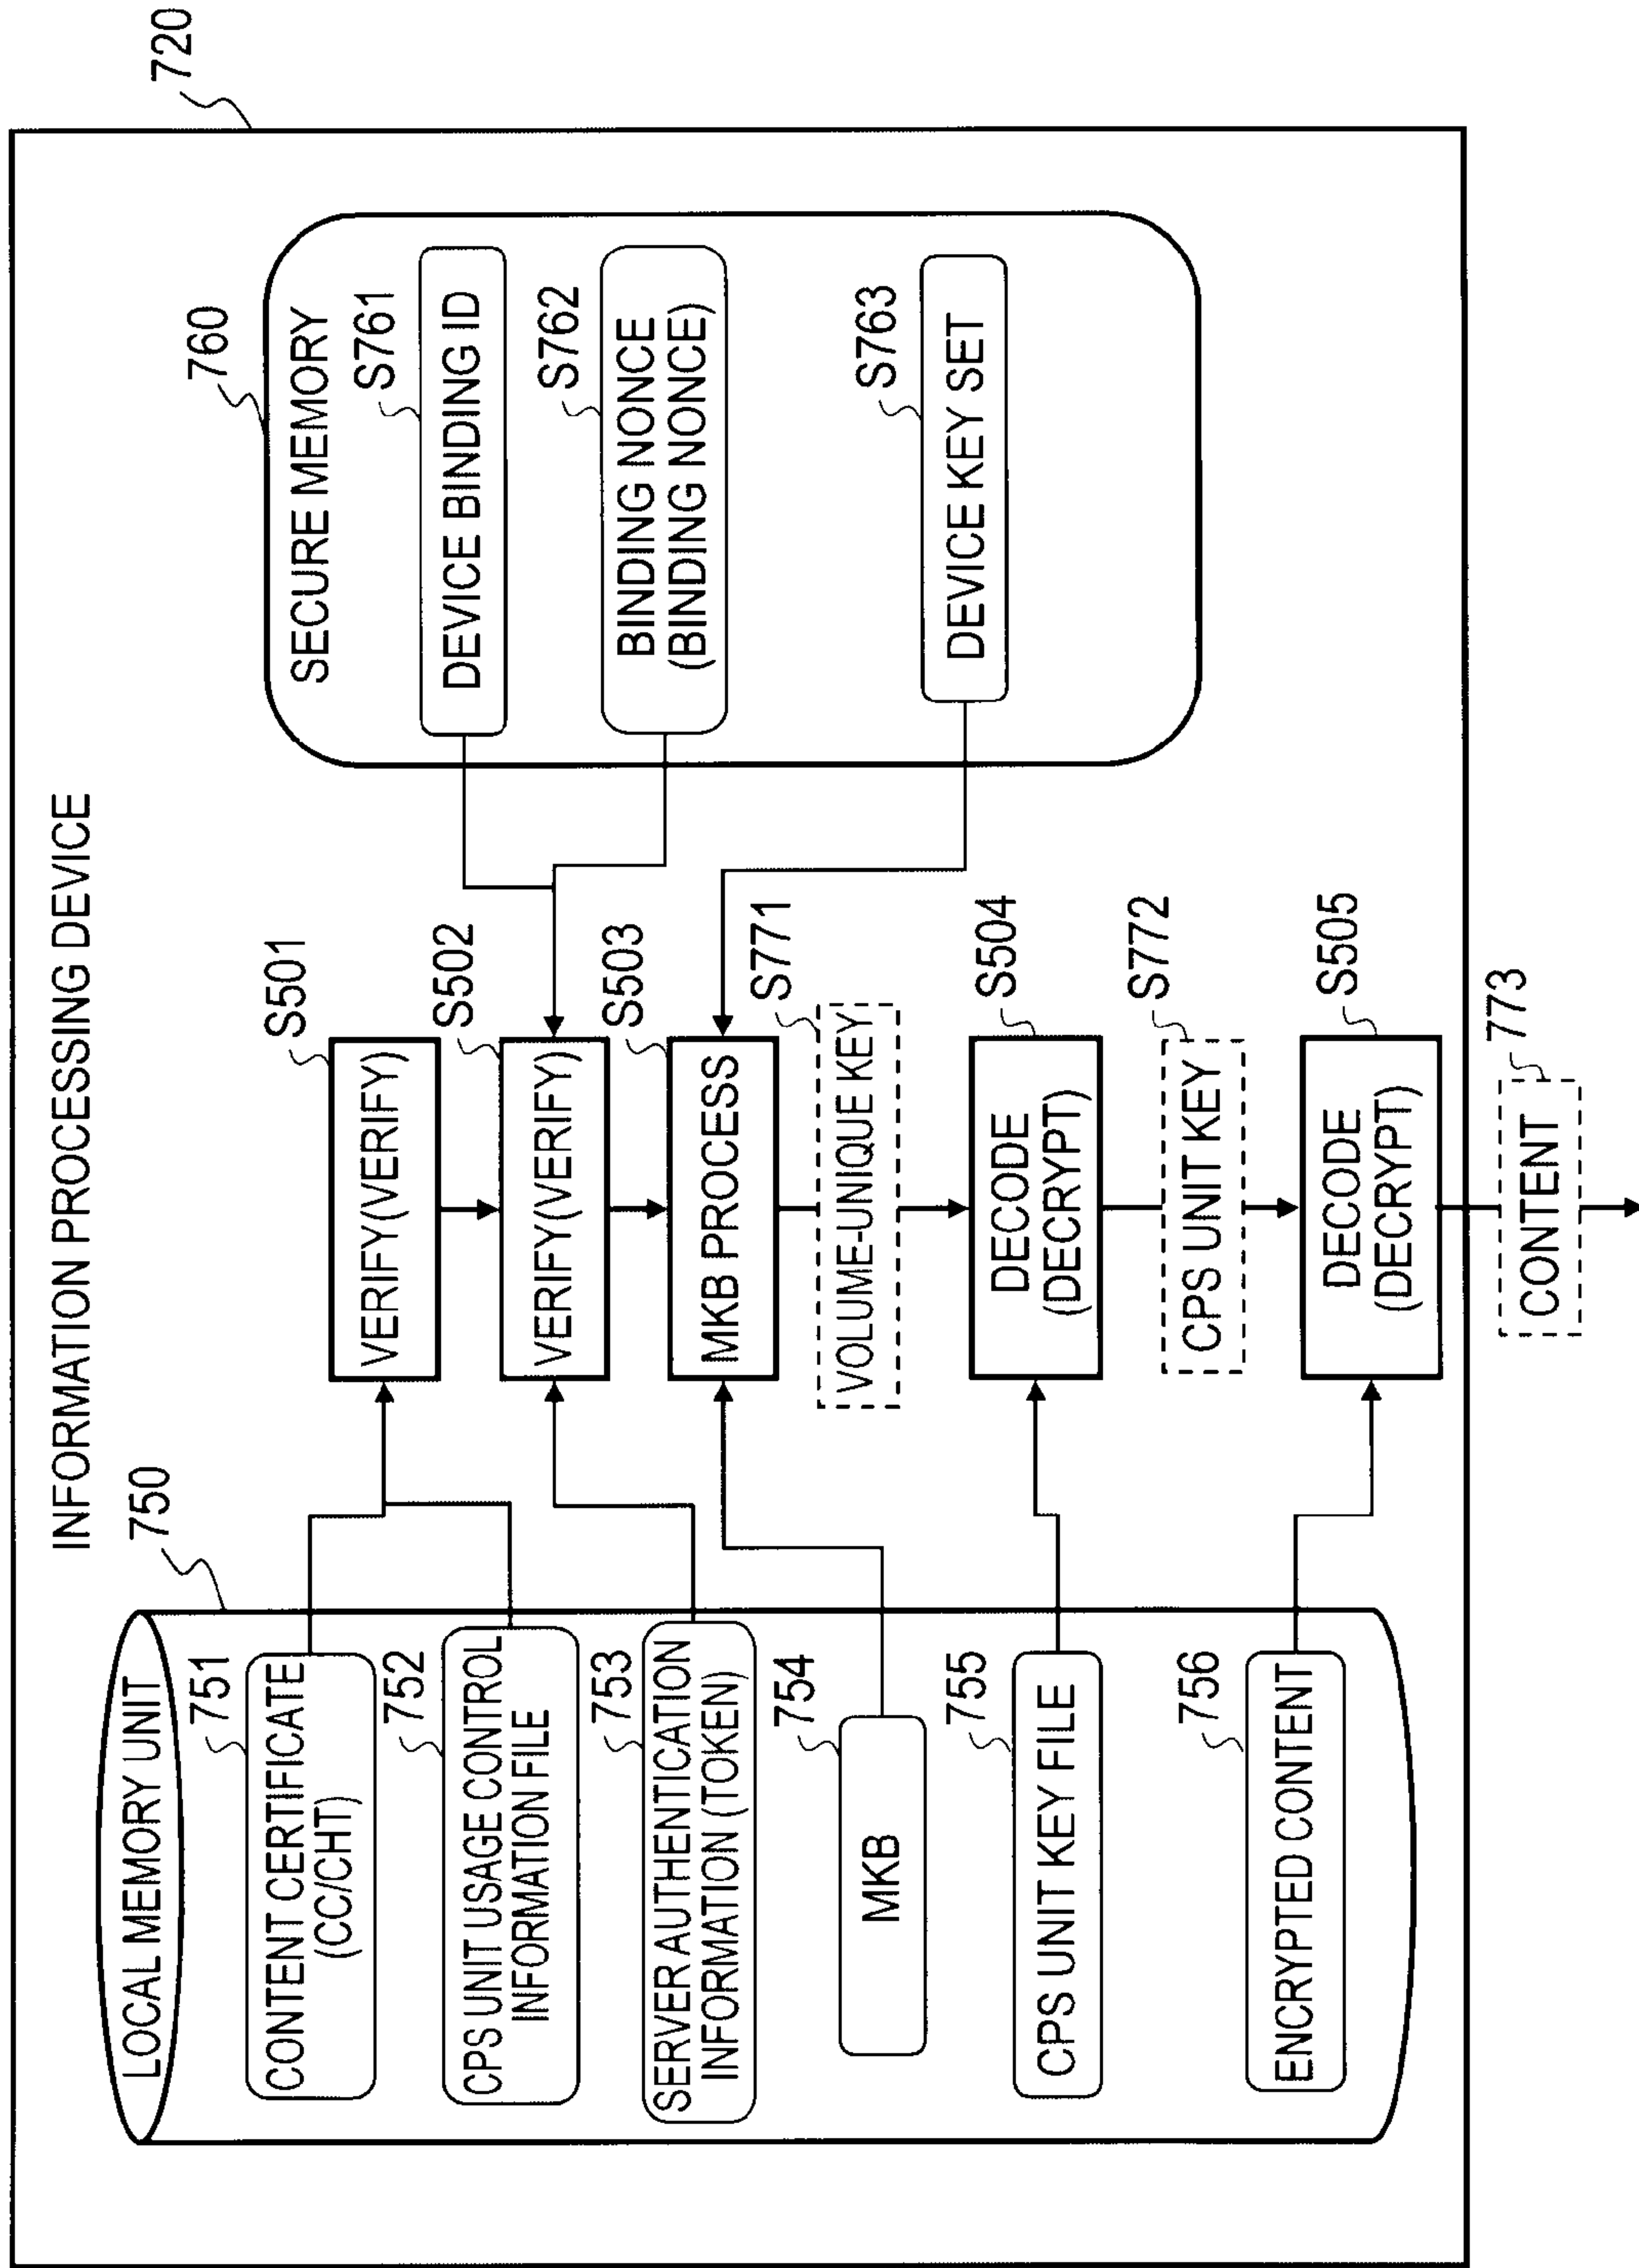 INFORMATION PROCESSING DEVICE
720
LOCAL MEMORY UNIT
750
751
CONTENT CERTIFICATE
(CC/CHT)
752
CPS UNIT USAGE CONTROL
INFORMATION FILE
753
SERVER AUTHENTICATION
INFORMATION (TOKEN)
754
MKB
755
CPS UNIT KEY FILE
756
ENCRYPTED CONTENT
S501
VERIFY(VERIFY)
S502
VERIFY(VERIFY)
S503
MKB PROCESS
S771
VOLUME-UNIQUE KEY
S504
DECODE
(DECRYPT)
S772
CPS UNIT KEY
S505
DECODE
(DECRYPT)
773
CONTENT
760
SECURE MEMORY
S761
DEVICE BINDING ID
S762
BINDING NONCE
(BINDING NONCE)
S763
DEVICE KEY SET